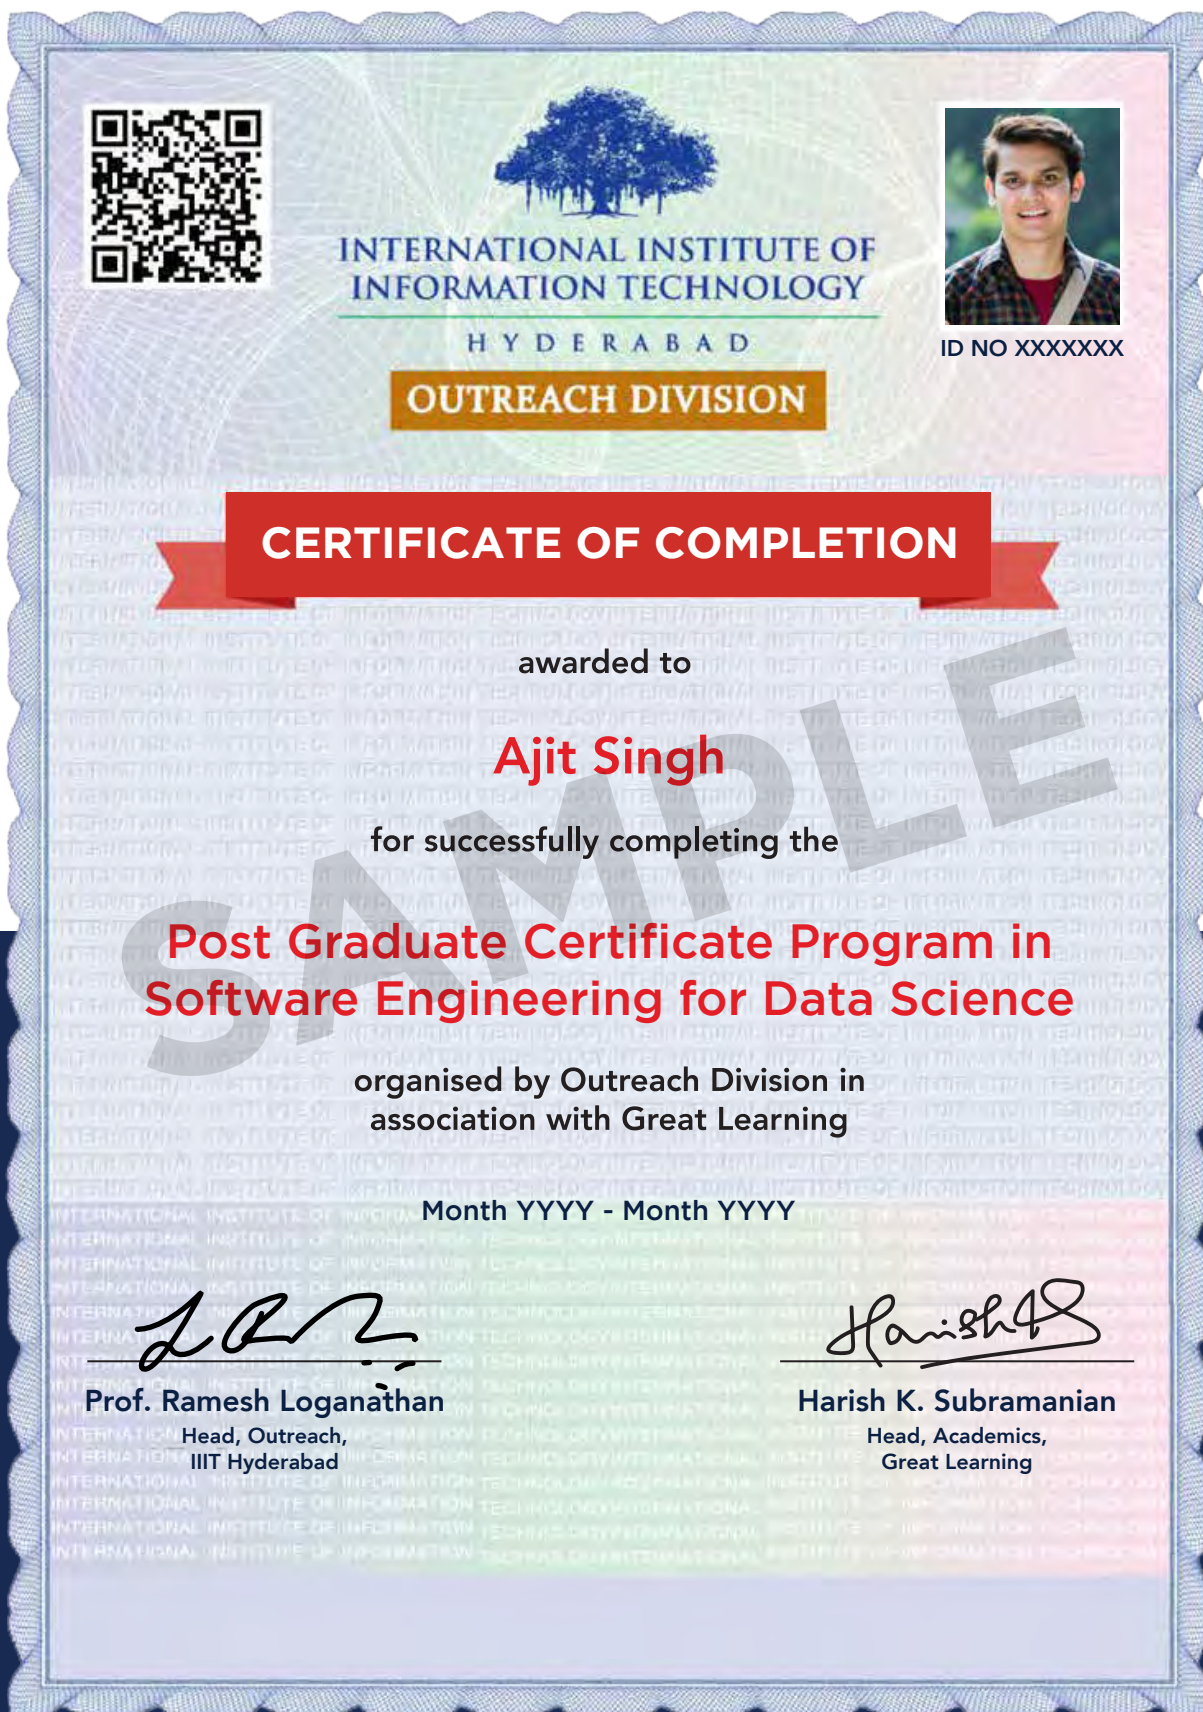 INTERNATIONAL INSTITUTE OF
INFORMATION TECHNOLOGY
HYDERABAD
OUTREACH DIVISION
ID NO XXXXXXX
CERTIFICATE OF COMPLETION
awarded to
Ajit Singh
for successfully completing the
SAMPLE
Post Graduate Certificate Program in
Software Engineering for Data Science
organised by Outreach Division in
association with Great Learning
Month YYYY - Month YYYY
Prof. Ramesh Loganathan
Head, Outreach,
IIIT Hyderabad
Harish K. Subramanian
Head, Academics,
Great Learning